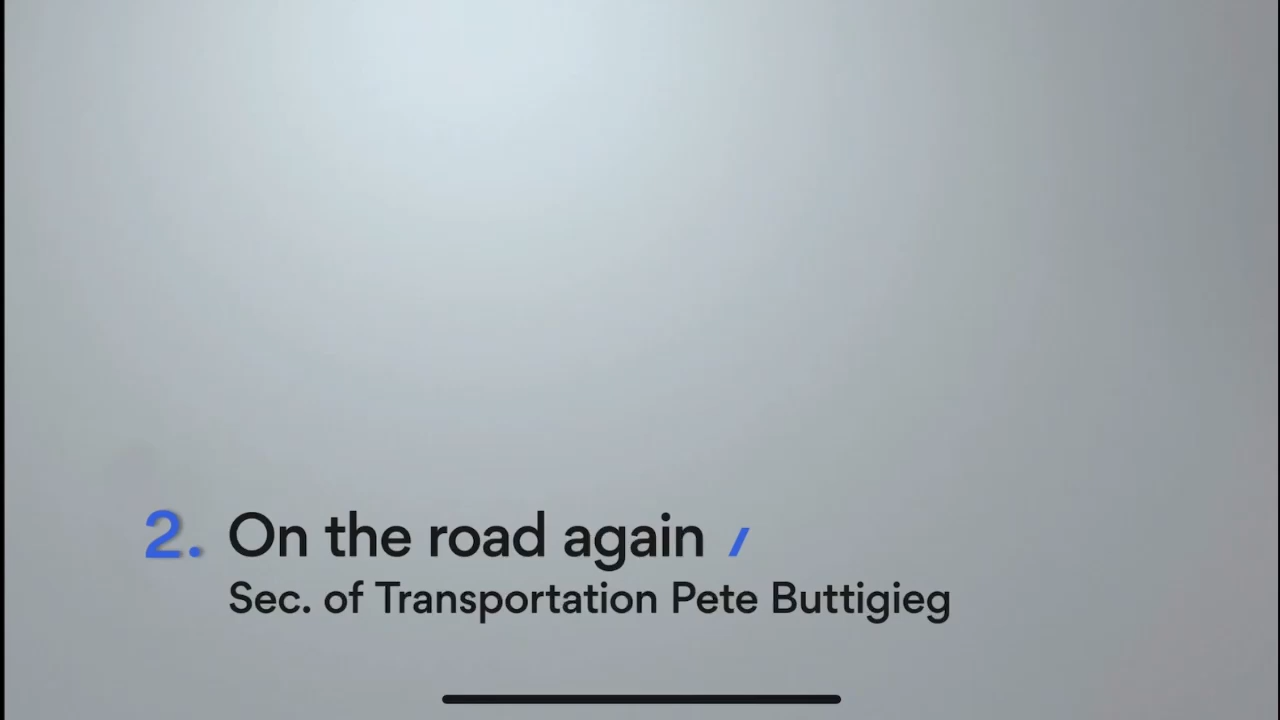 2. On the road again /
Sec. of Transportation Pete Buttigieg